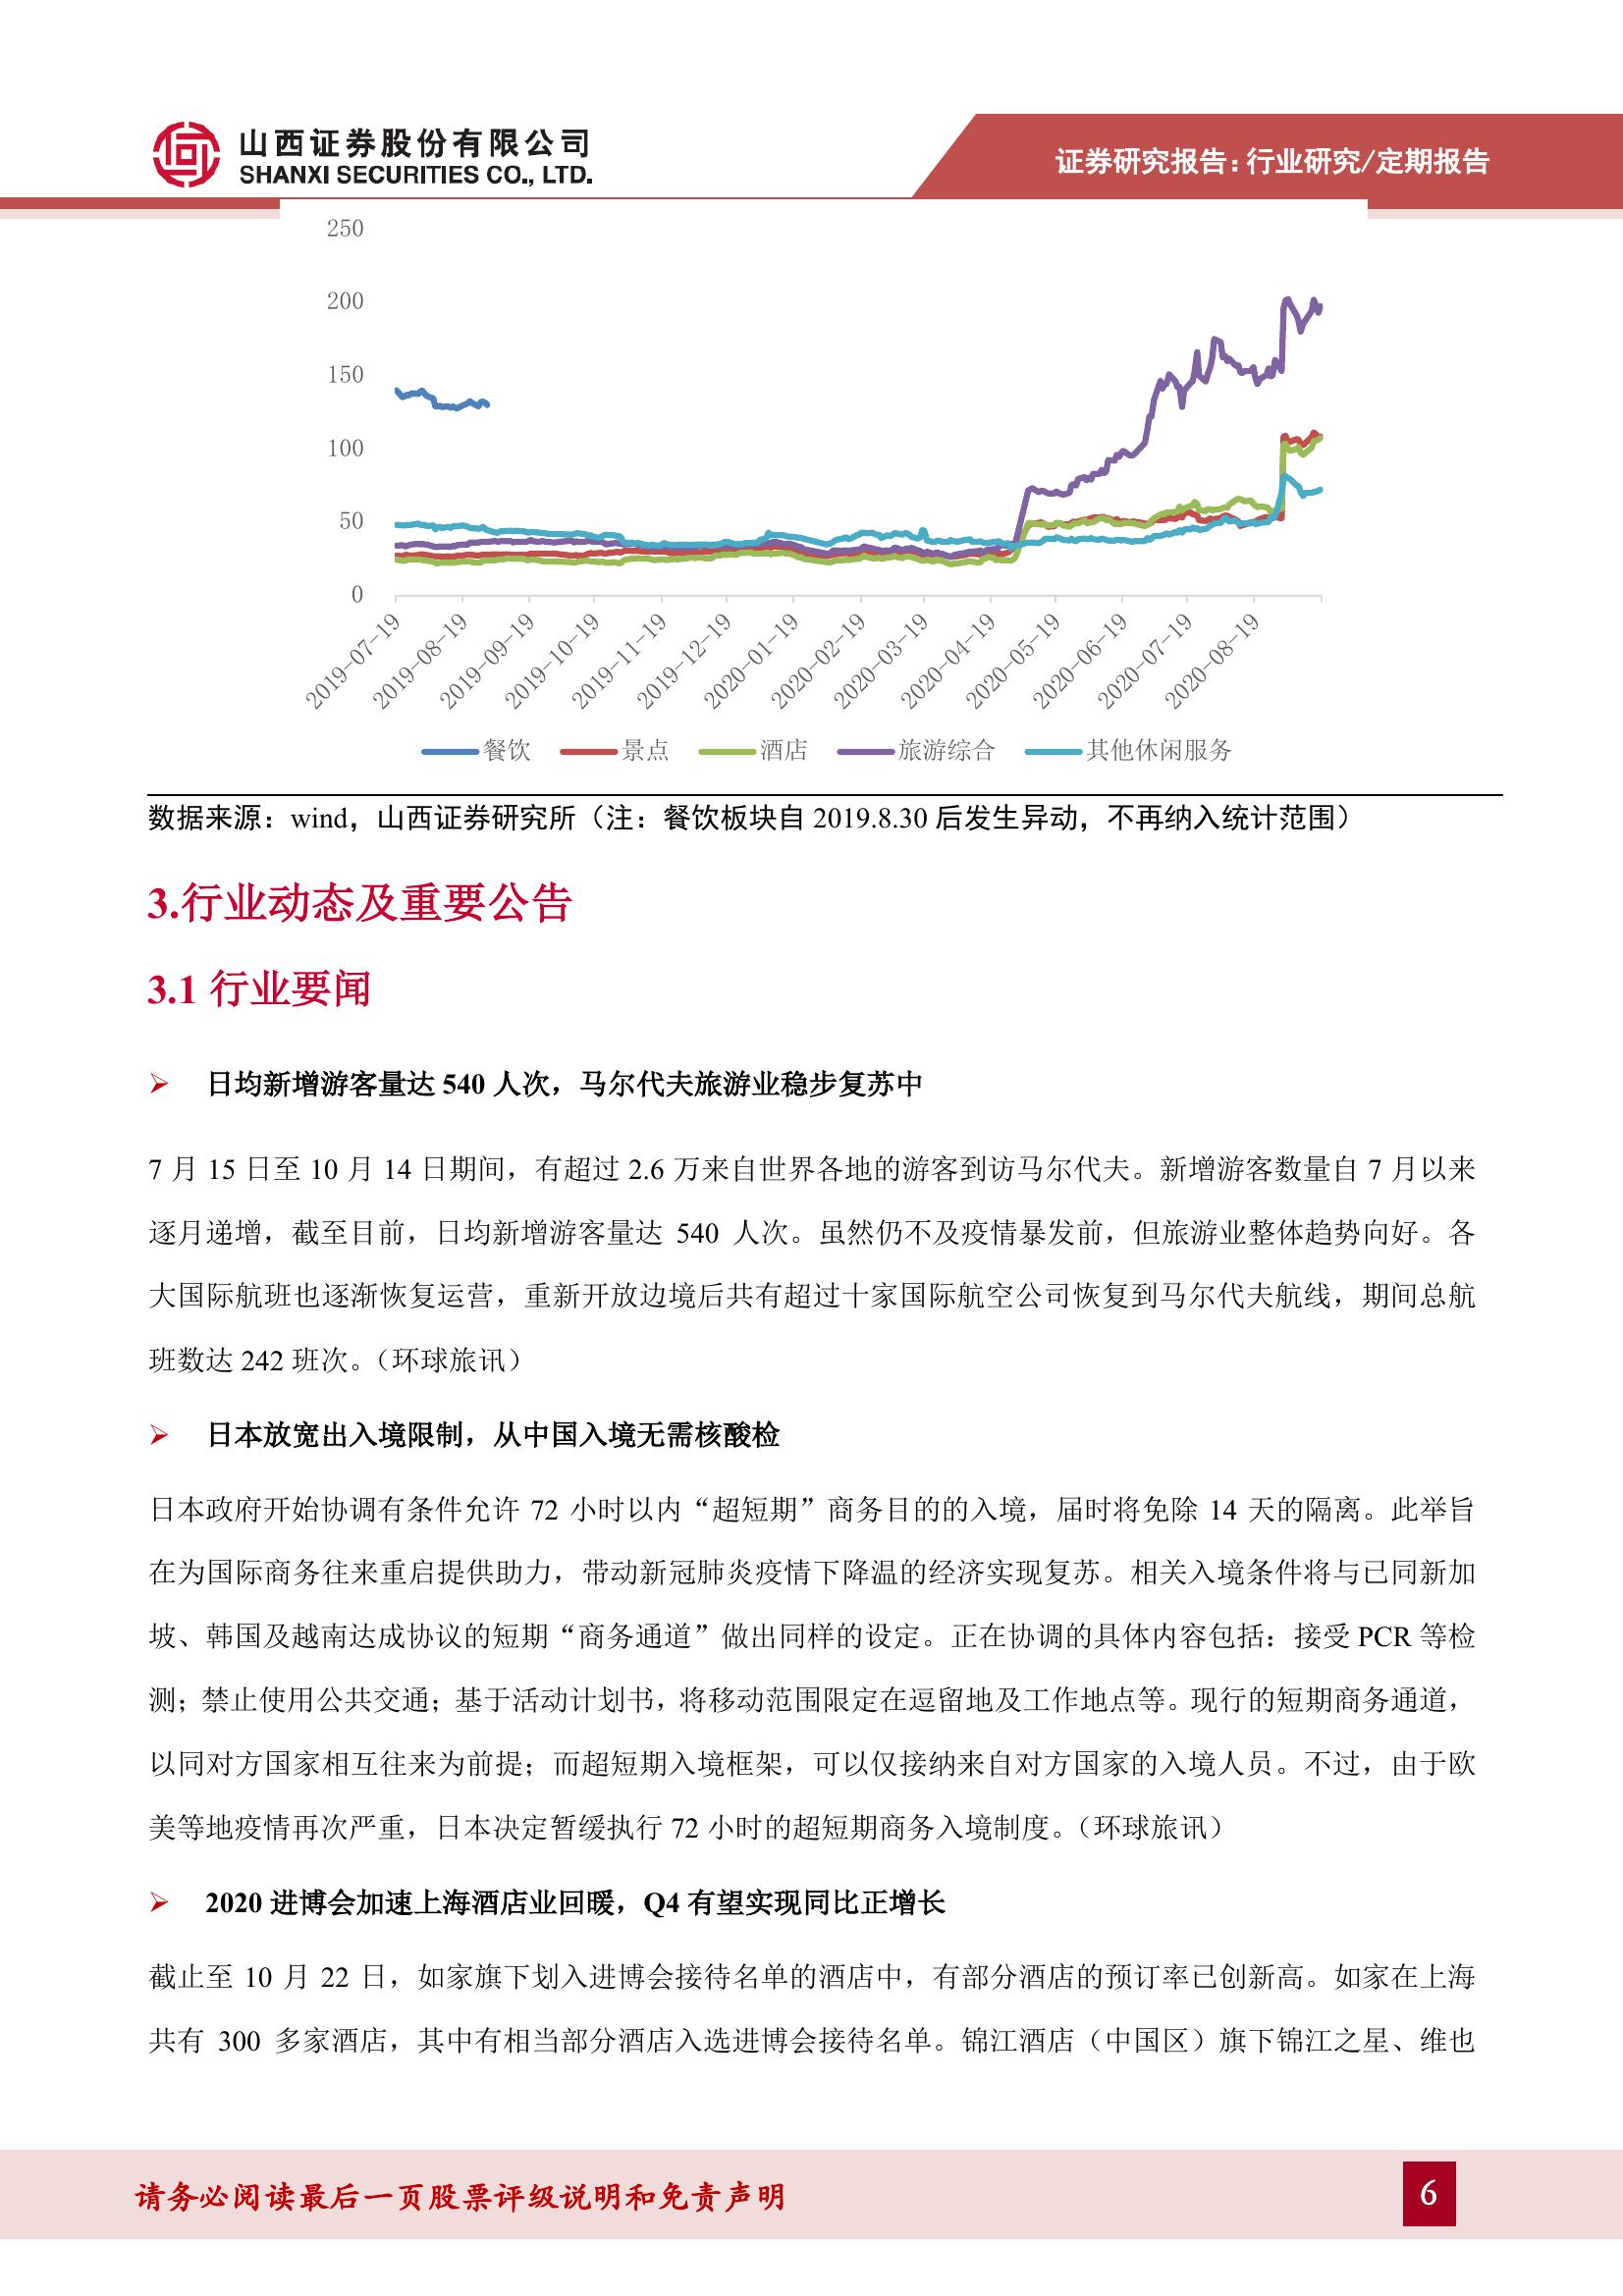 山西证券股份有限公司
SHANXI SECURITIES CO., LTD.
证券研究报告：行业研究/定期报告
250
200
150
100
50
0
2019-07-19
2019-08-19
2019-09-19
2019-10-19
2019-11-19
2019-12-19
2020-01-19
2020-02-19
2020-03-19
2020-04-19
2020-05-19
2020-06-19
2020-07-19
2020-08-19
餐饮 景点 酒店 旅游综合 其他休闲服务
数据来源：wind，山西证券研究所（注：餐饮板块自 2019.8.30 后发生异动，不再纳入统计范围）
3.行业动态及重要公告
3.1 行业要闻
➢ 日均新增游客量达 540 人次，马尔代夫旅游业稳步复苏中
7 月 15 日至 10 月 14 日期间，有超过 2.6 万来自世界各地的游客到访马尔代夫。新增游客数量自 7 月以来
逐月递增，截至目前，日均新增游客量达 540 人次。虽然仍不及疫情暴发前，但旅游业整体趋势向好。各
大国际航班也逐渐恢复运营，重新开放边境后共有超过十家国际航空公司恢复到马尔代夫航线，期间总航
班数达 242 班次。（环球旅讯）
➢ 日本放宽出入境限制，从中国入境无需核酸检
日本政府开始协调有条件允许 72 小时以内“超短期”商务目的的入境，届时将免除 14 天的隔离。此举旨
在为国际商务往来重启提供助力，带动新冠肺炎疫情下降温的经济实现复苏。相关入境条件将与已同新加
坡、韩国及越南达成协议的短期“商务通道”做出同样的设定。正在协调的具体内容包括：接受 PCR 等检
测；禁止使用公共交通；基于活动计划书，将移动范围限定在逗留地及工作地点等。现行的短期商务通道，
以同对方国家相互往来为前提；而超短期入境框架，可以仅接纳来自对方国家的入境人员。不过，由于欧
美等地疫情再次严重，日本决定暂缓执行 72 小时的超短期商务入境制度。（环球旅讯）
➢ 2020 进博会加速上海酒店业回暖，Q4 有望实现同比正增长
截止至 10 月 22 日，如家旗下划入进博会接待名单的酒店中，有部分酒店的预订率已创新高。如家在上海
共有 300 多家酒店，其中有相当部分酒店入选进博会接待名单。锦江酒店（中国区）旗下锦江之星、维也
请务必阅读最后一页股票评级说明和免责声明
6